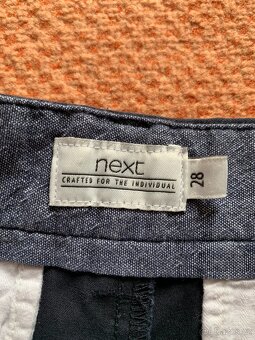 next
CRAFTED FOR THE INDIVIDUAL
28